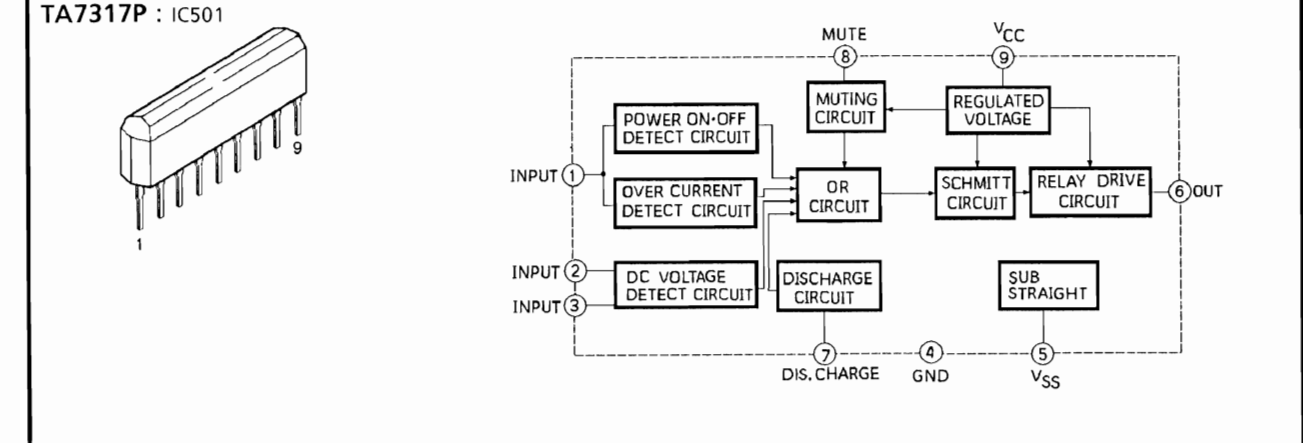 TA7317P : IC501
1
9
MUTE
8
VCC
9
MUTING
CIRCUIT
REGULATED
VOLTAGE
POWER ON·OFF
DETECT CIRCUIT
INPUT 1
OVER CURRENT
DETECT CIRCUIT
OR
CIRCUIT
SCHMITT
CIRCUIT
RELAY DRIVE
CIRCUIT
6 OUT
INPUT 2
INPUT 3
DC VOLTAGE
DETECT CIRCUIT
DISCHARGE
CIRCUIT
SUB
STRAIGHT
7
DIS. CHARGE
4
GND
5
VSS